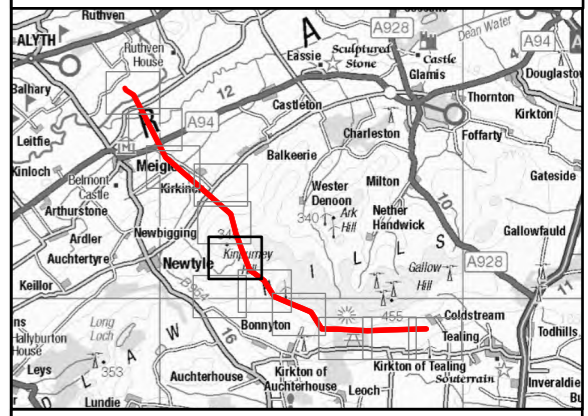 Ruthven
ALYTH
Ruthven
House
A
Eassie
Sculptured
Stone
A928
Castle
Glamis
Dean Water
4
A94
Douglaston
Balhary
12
Castleton
Thornton
Kirkton
A94
R
Charleston
Foffarty
Leitfie
Balkeerie
Meigle
Kinloch
Belmont
Castle
Kirkinch
Wester
Denoon
Milton
Gateside
Arthurstone
340
Ark
Hill
Nether
Handwick
10
Ardler
Newbigging
Gallowfauld
Auchtertyre
Newtyle
Kinpurney
Hill
I
L
L
S
Gallow
Hill
A928
Keillor
B954
11
Long
Loch
Bonnyton
455
Coldstream
Tealing
Todhills
Hallyburton
House
16
Leys
353
D
L
A
W
Auchterhouse
Kirkton of
Auchterhouse
Leoch
Kirkton of Tealing
Souterrain
Inveraldie
Lundie